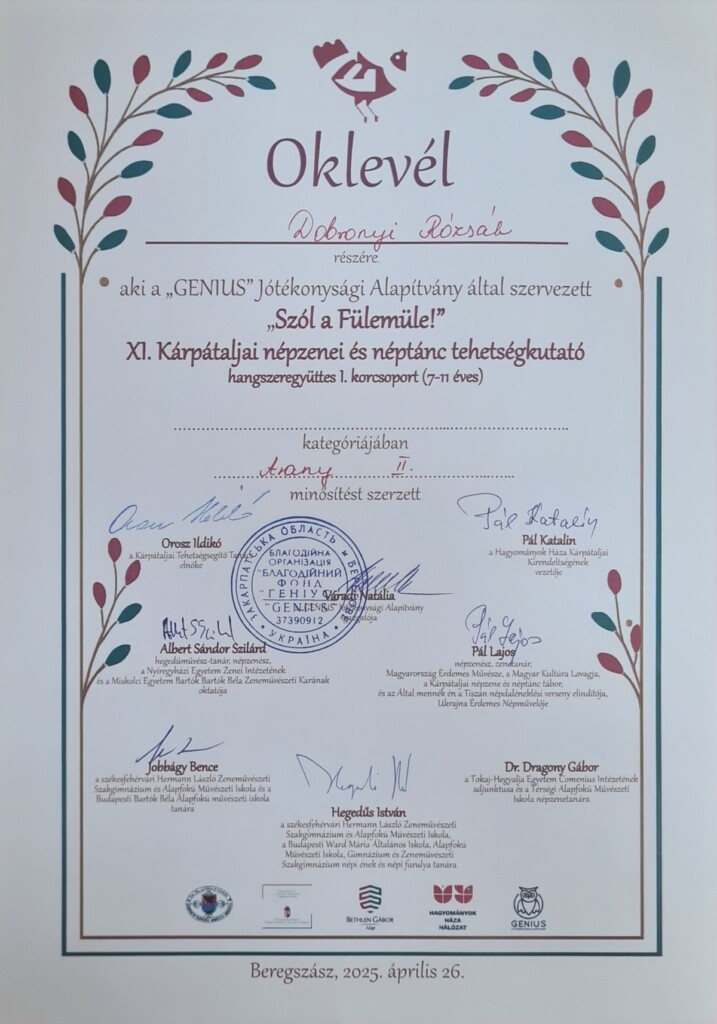 Oklevél
Dobronyi Rózsák
részére,
aki a „GENIUS” Jótékonysági Alapítvány által szervezett
„Szól a Fülemüle!”
XI. Kárpátaljai népzenei és néptánc tehetségkutató
hangszeregyüttes I. korcsoport (7-11 éves)
kategóriájában
Arany II.
minősítést szerzett
Orosz Ildikó
a Kárpátaljai Tehetségsegítő Tanács
elnöke
Pál Katalin
Pál Katalin
a Hagyományok Háza Kárpátaljai
Kirendeltségének
vezetője
ЗАКАРПАТСЬКА ОБЛАСТЬ
БЛАГОДІЙНА
ОРГАНІЗАЦІЯ
"БЛАГОДІЙНИЙ
ФОНД
"ГЕНІУС"
"GENIUS"
37390912
УКРАЇНА
Váradi Natália
a „GENIUS” Jótékonysági Alapítvány
igazgatója
Albert Sándor Szilárd
hegedűművész-tanár, népzenész,
a Nyíregyházi Egyetem Zenei Intézetének
és a Miskolci Egyetem Bartók Bartók Béla Zeneművészeti Karának
oktatója
Pál Lajos
Pál Lajos
népzenész, zenetanár,
Magyarország Érdemes Művésze, a Magyar Kultúra Lovagja,
a Kárpátaljai népzene és néptánc tábor,
és az Által mennék én a Tiszán népdaléneklési verseny elindítója,
Ukrajna Érdemes Népművelője
Jobbágy Bence
a székesfehérvári Hermann László Zeneművészeti
Szakgimnázium és Alapfokú Művészeti Iskola és a
Budapesti Bartók Béla Alapfokú művészeti iskola
tanára
Hegedűs István
a székesfehérvári Hermann László Zeneművészeti
Szakgimnázium és Alapfokú Művészeti Iskola,
a Budapesti Ward Mária Általános Iskola, Alapfokú
Művészeti Iskola, Gimnázium és Zeneművészeti
Szakgimnázium népi ének és népi furulya tanára
Dr. Dragony Gábor
a Tokaj-Hegyalja Egyetem Comenius Intézetének
adjunktusa és a Térségi Alapfokú Művészeti
Iskola népzenetanára
BETHLEN GÁBOR
Alap
HAGYOMÁNYOK
HÁZA
HÁLÓZAT
GENIUS
Beregszász, 2025. április 26.